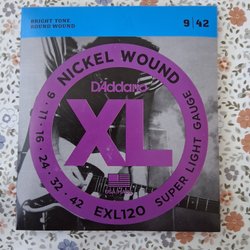 BRIGHT TONE
ROUND WOUND
9 | 42
NICKEL WOUND
D'Addario
XL
9 - 11 - 16 - 24 - 32 - 42
EXL120
SUPER LIGHT GAUGE